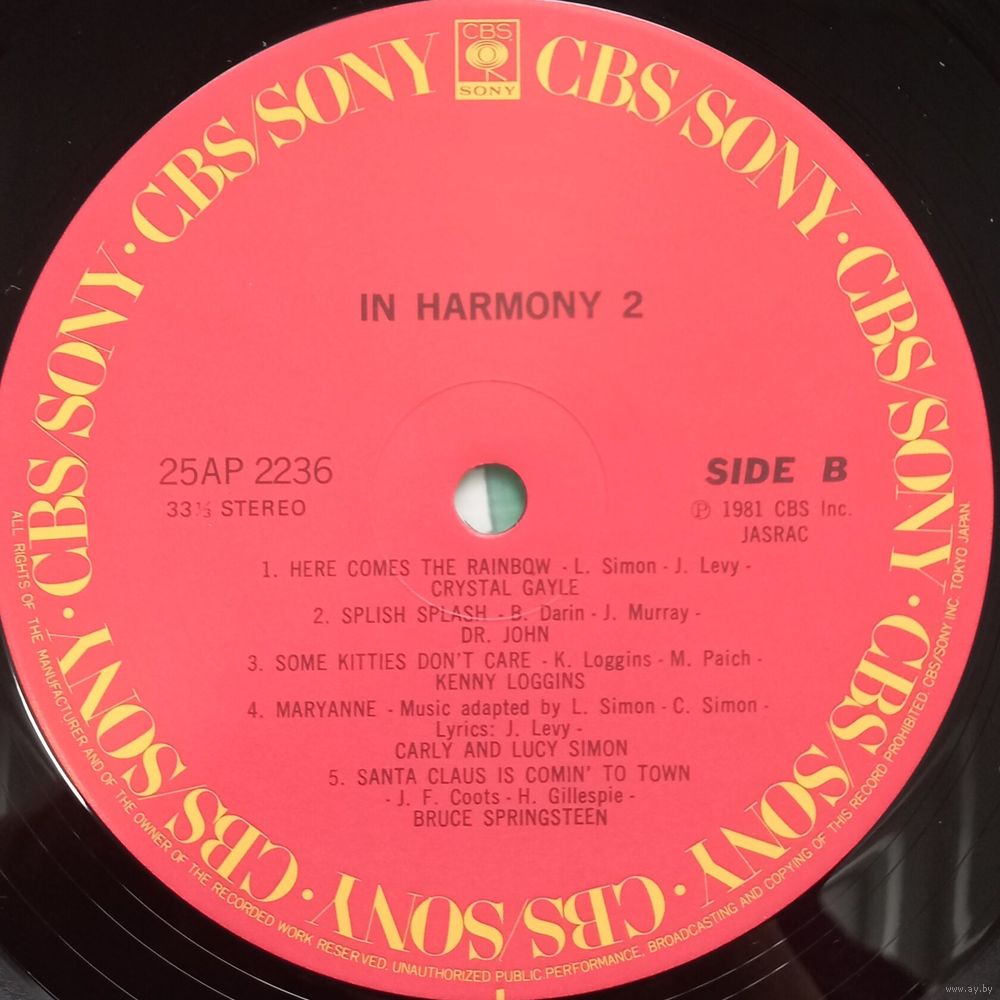 CBS/SONY · CBS/SONY · CBS/SONY · CBS/SONY · CBS/SONY · CBS/SONY · CBS/SONY · CBS/SONY
CBS
SONY
IN HARMONY 2
25AP 2236
33⅓ STEREO
SIDE B
Ⓟ 1981 CBS Inc.
JASRAC
1. HERE COMES THE RAINBOW - L. Simon - J. Levy -
CRYSTAL GAYLE
2. SPLISH SPLASH - B. Darin - J. Murray -
DR. JOHN
3. SOME KITTIES DON'T CARE - K. Loggins - M. Paich -
KENNY LOGGINS
4. MARYANNE - Music adapted by L. Simon - C. Simon -
Lyrics: J. Levy -
CARLY AND LUCY SIMON
5. SANTA CLAUS IS COMIN' TO TOWN
- J. F. Coots - H. Gillespie -
BRUCE SPRINGSTEEN
ALL RIGHTS OF THE MANUFACTURER AND OF THE OWNER OF THE RECORDED WORK RESERVED. UNAUTHORIZED PUBLIC PERFORMANCE, BROADCASTING AND COPYING OF THIS RECORD PROHIBITED. CBS/SONY INC. TOKYO JAPAN.
www.ay.by